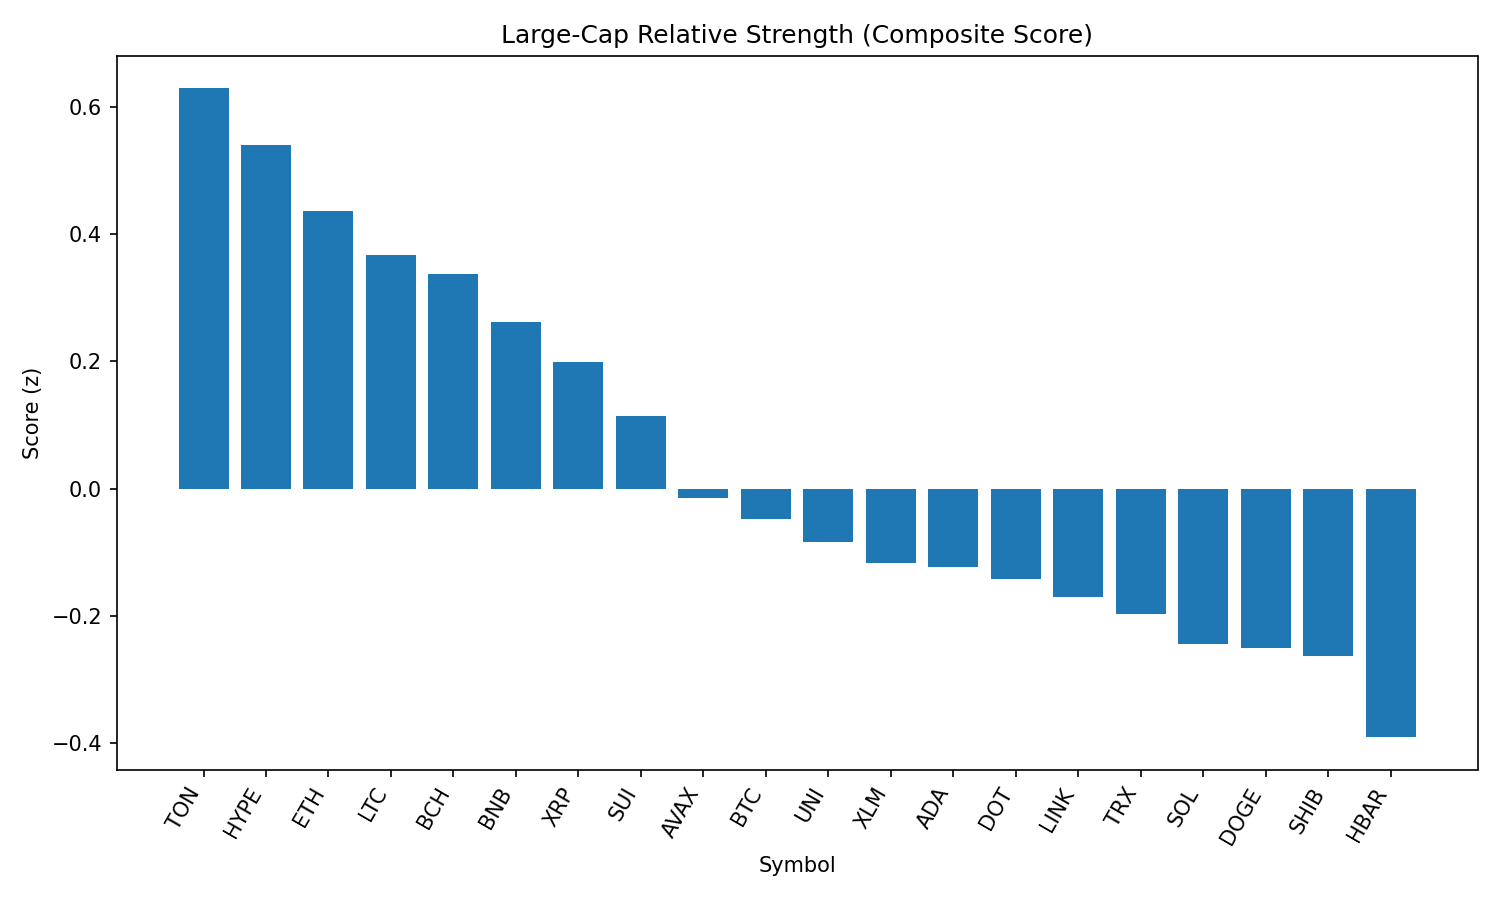 Large-Cap Relative Strength (Composite Score)
Score (z)
0.6
0.4
0.2
0.0
−0.2
−0.4
TON HYPE ETH LTC BCH BNB XRP SUI AVAX BTC UNI XLM ADA DOT LINK TRX SOL DOGE SHIB HBAR
Symbol